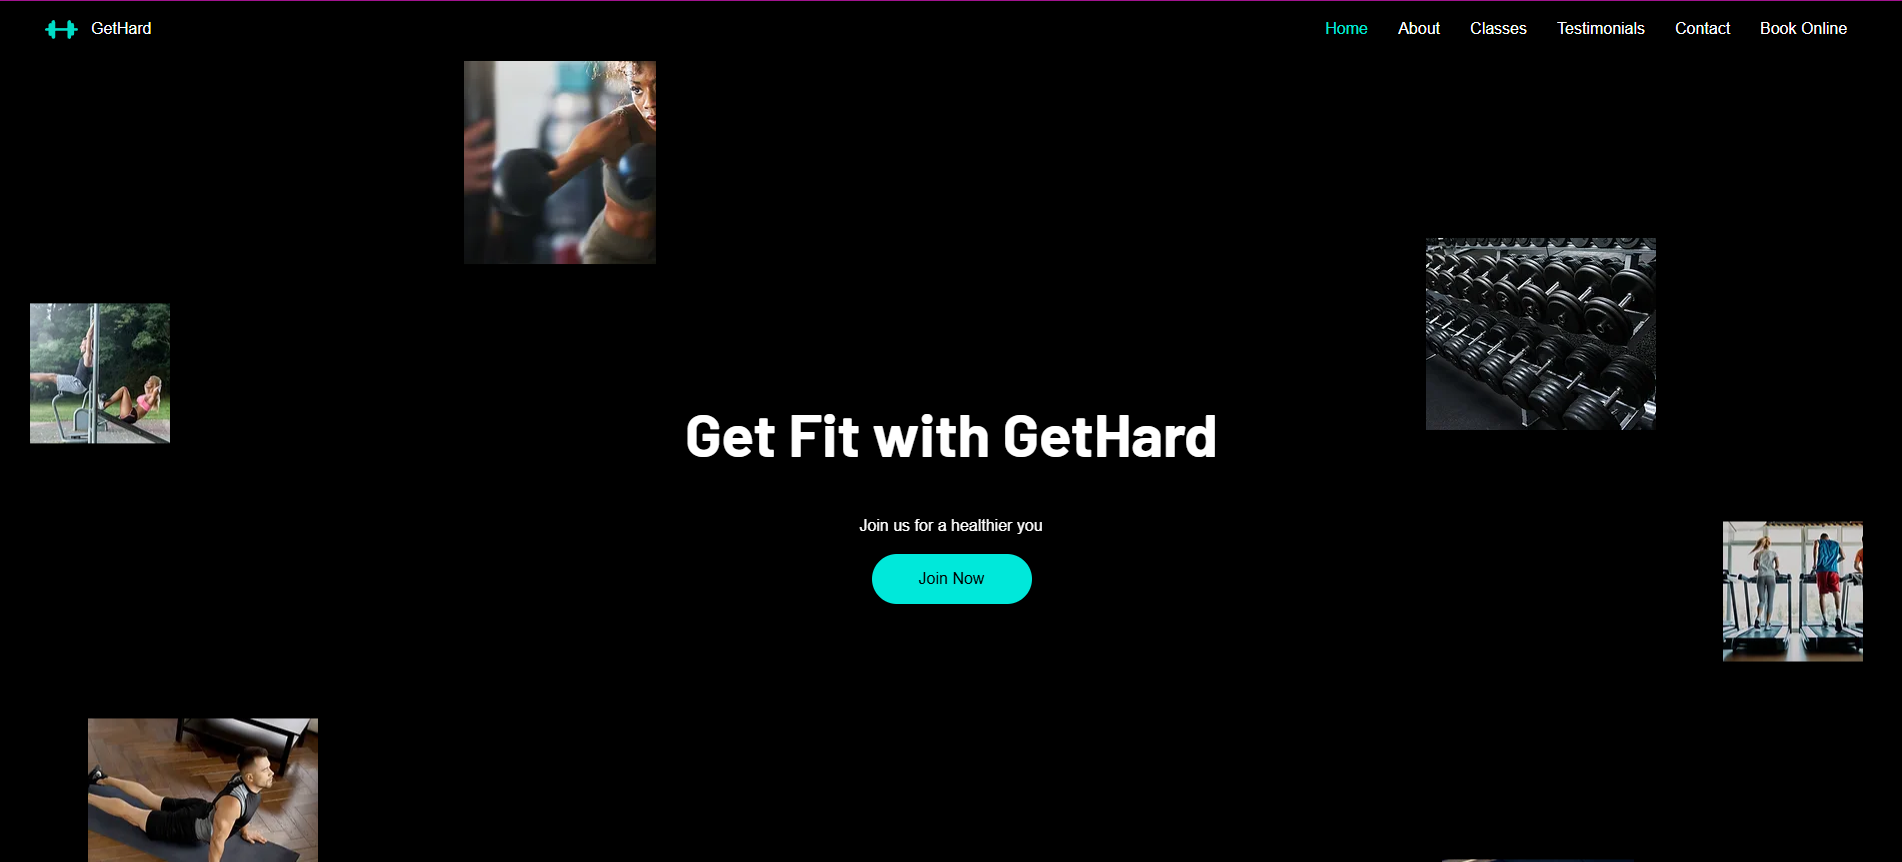 GetHard
Home About Classes Testimonials Contact Book Online
Get Fit with GetHard
Join us for a healthier you
Join Now